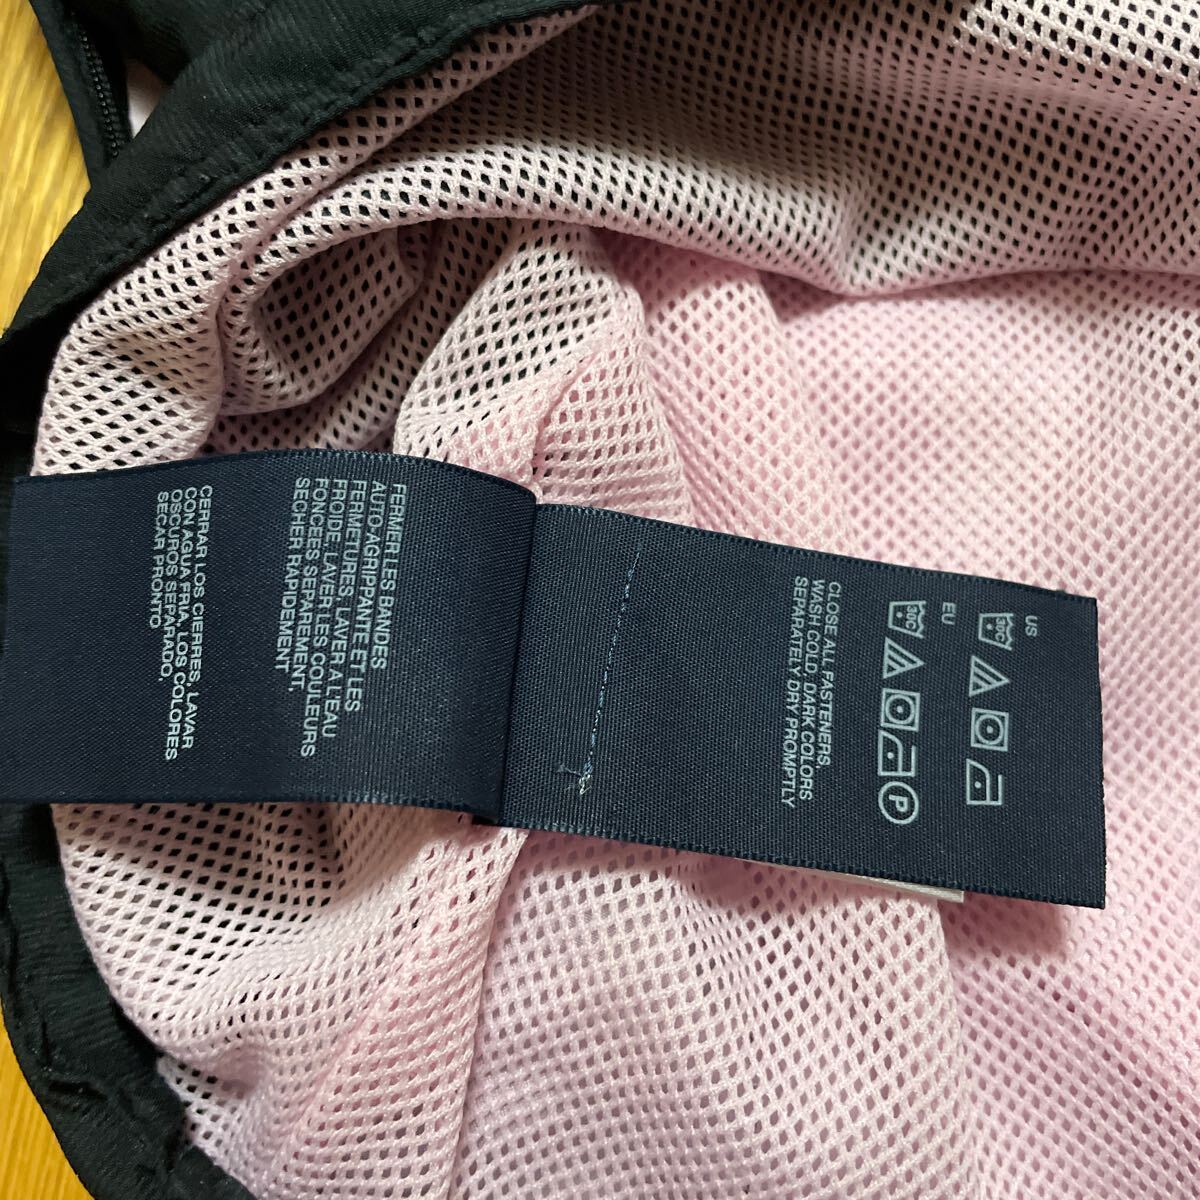 US
30C
EU
30C
P
CLOSE ALL FASTENERS,
WASH COLD, DARK COLORS
SEPARATELY DRY PROMPTLY
FERMER LES BANDES
AUTO-AGRIPPANTE ET LES
FERMETURES, LAVER A L'EAU
FROIDE, LAVER LES COULEURS
FONCEES SEPAREMENT,
SECHER RAPIDEMENT.
CERRAR LOS CIERRES, LAVAR
CON AGUA FRIA, LOS COLORES
OSCUROS SEPARADO,
SECAR PRONTO